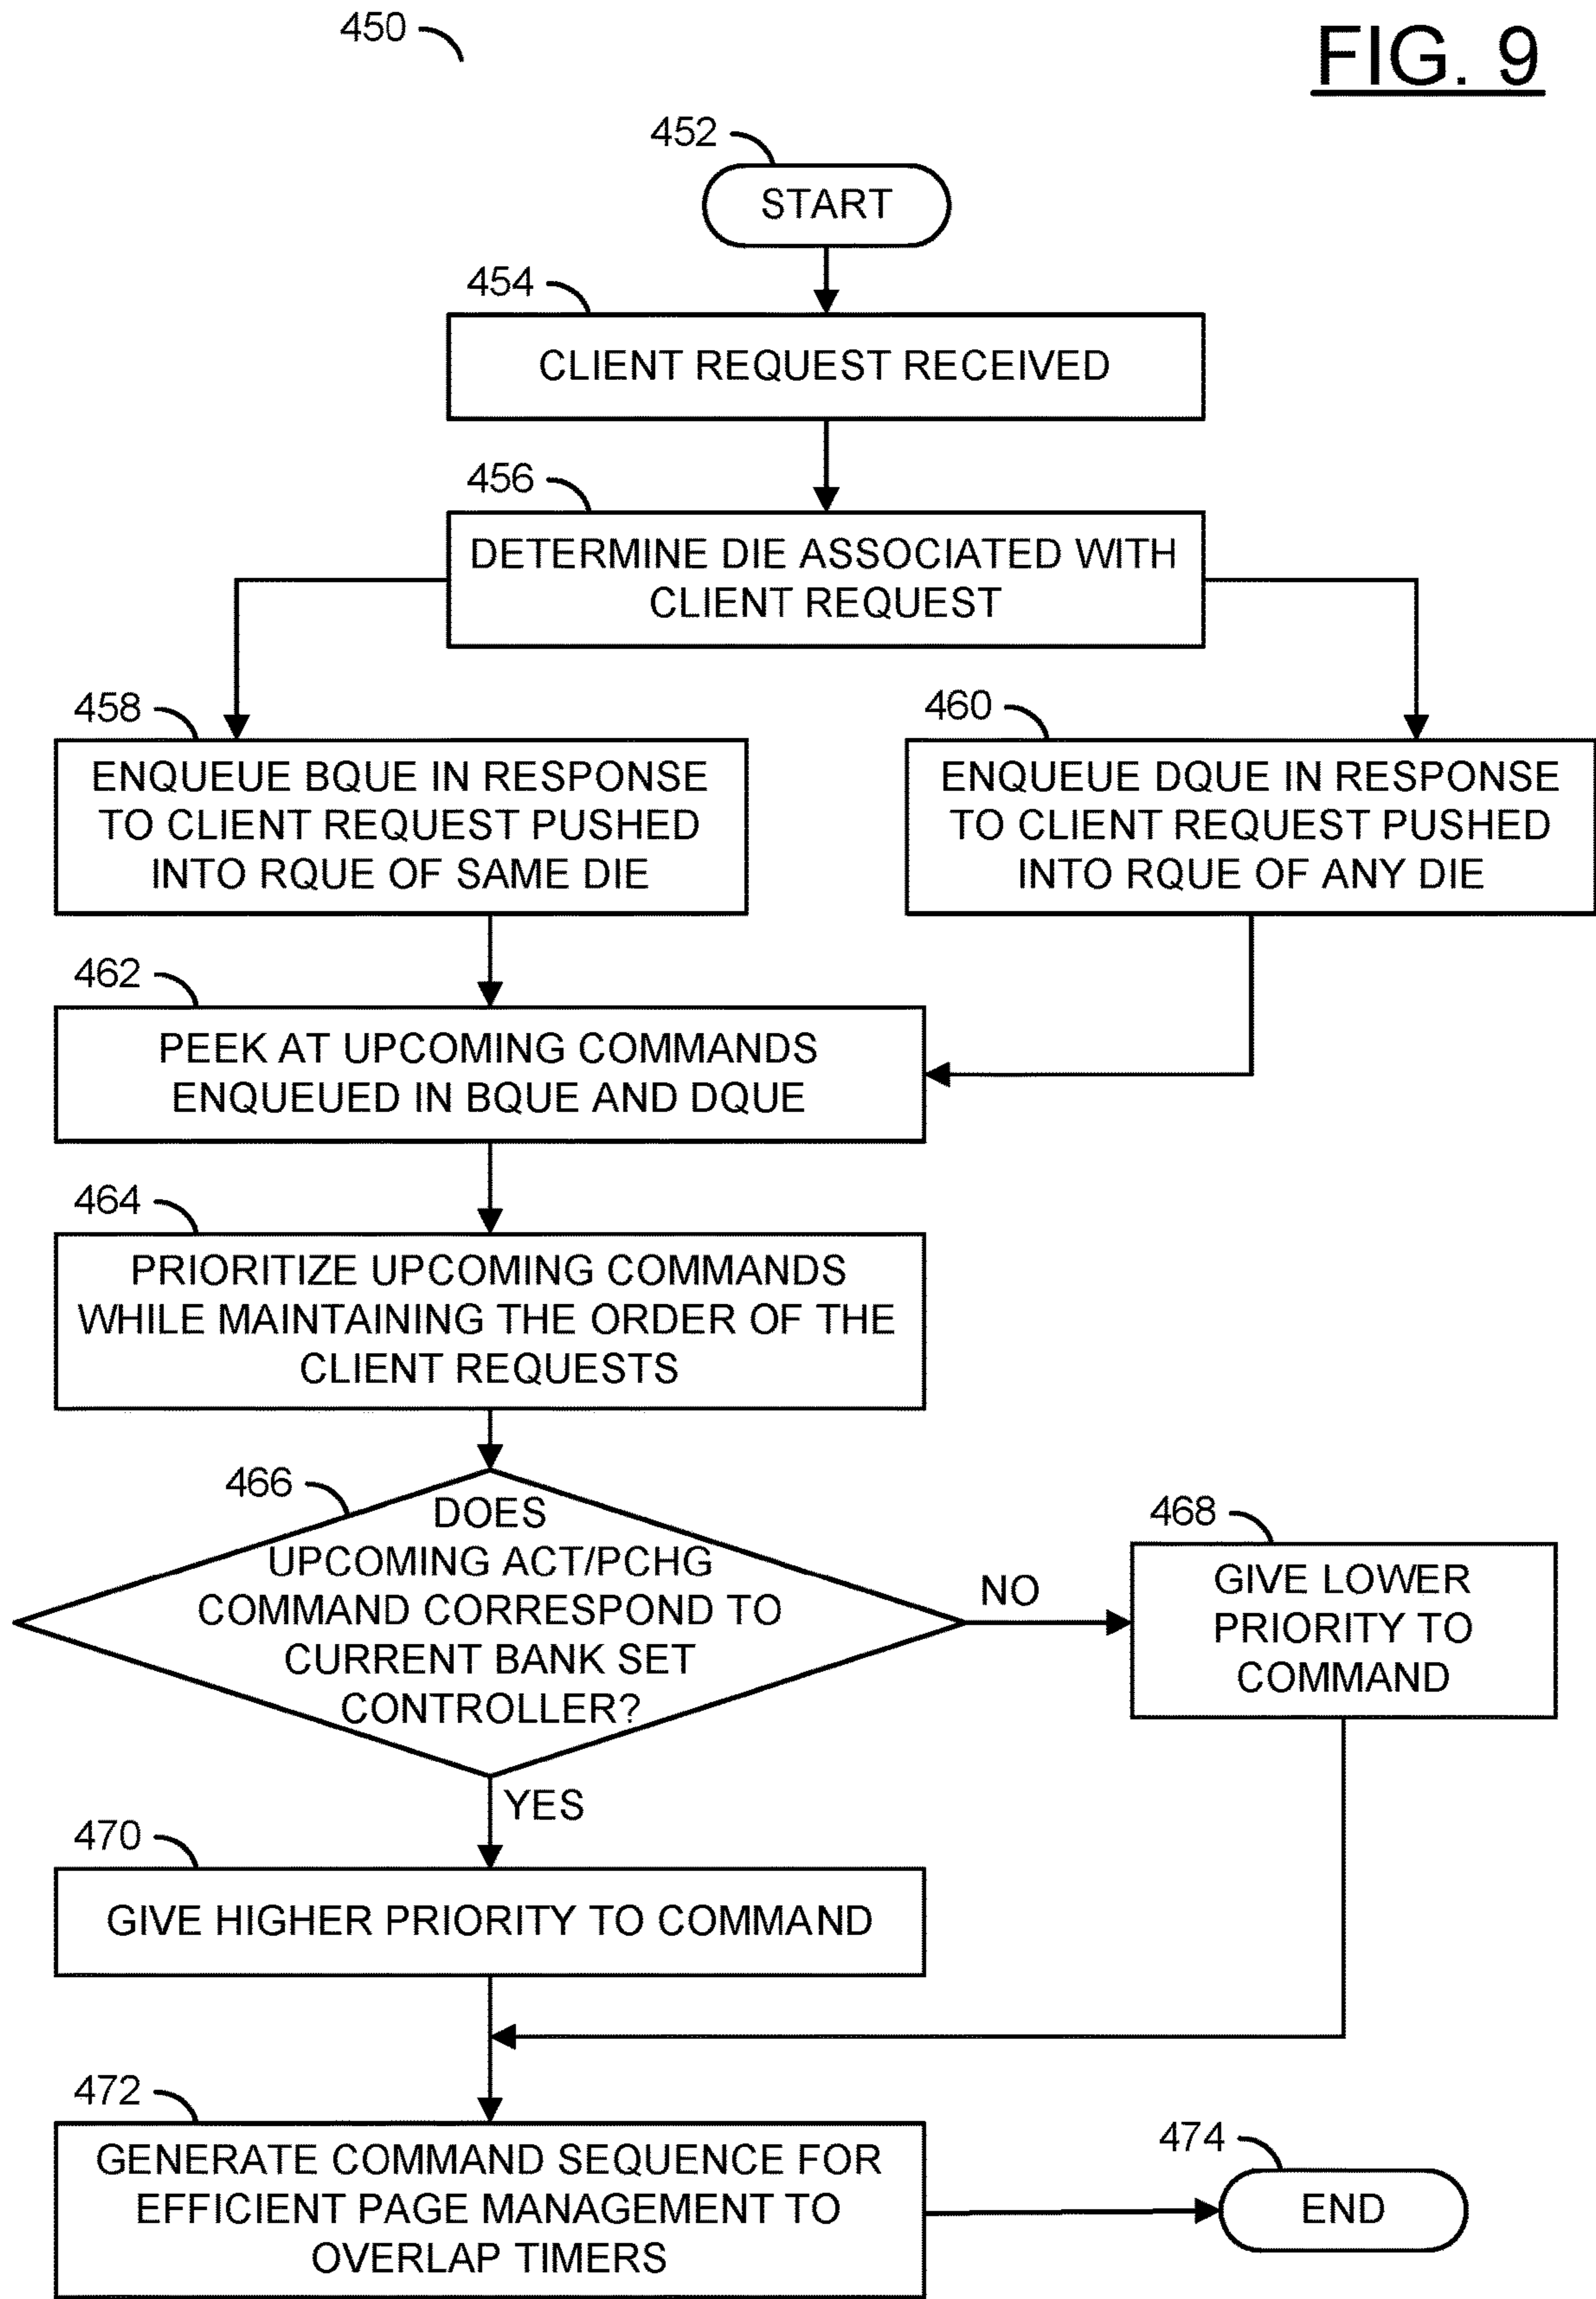 450
FIG. 9
452
START
454
CLIENT REQUEST RECEIVED
456
DETERMINE DIE ASSOCIATED WITH
CLIENT REQUEST
458
ENQUEUE BQUE IN RESPONSE
TO CLIENT REQUEST PUSHED
INTO RQUE OF SAME DIE
460
ENQUEUE DQUE IN RESPONSE
TO CLIENT REQUEST PUSHED
INTO RQUE OF ANY DIE
462
PEEK AT UPCOMING COMMANDS
ENQUEUED IN BQUE AND DQUE
464
PRIORITIZE UPCOMING COMMANDS
WHILE MAINTAINING THE ORDER OF THE
CLIENT REQUESTS
466
DOES
UPCOMING ACT/PCHG
COMMAND CORRESPOND TO
CURRENT BANK SET
CONTROLLER?
NO
468
GIVE LOWER
PRIORITY TO
COMMAND
YES
470
GIVE HIGHER PRIORITY TO COMMAND
472
GENERATE COMMAND SEQUENCE FOR
EFFICIENT PAGE MANAGEMENT TO
OVERLAP TIMERS
474
END